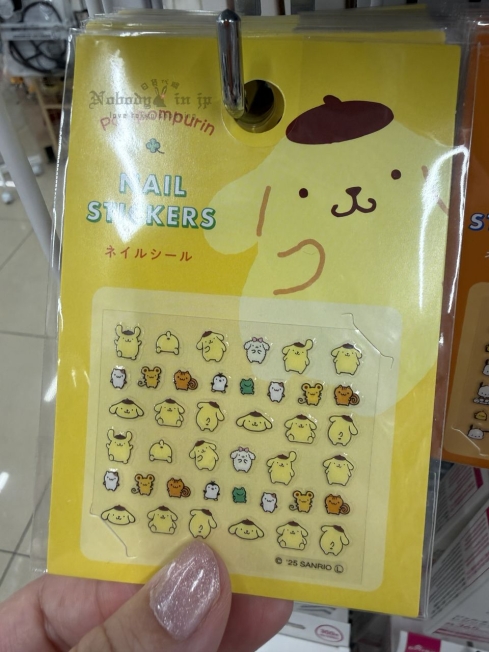 Nobody in jp
Pompompurin
NAIL
STICKERS
ネイルシール
© '25 SANRIO Ⓛ